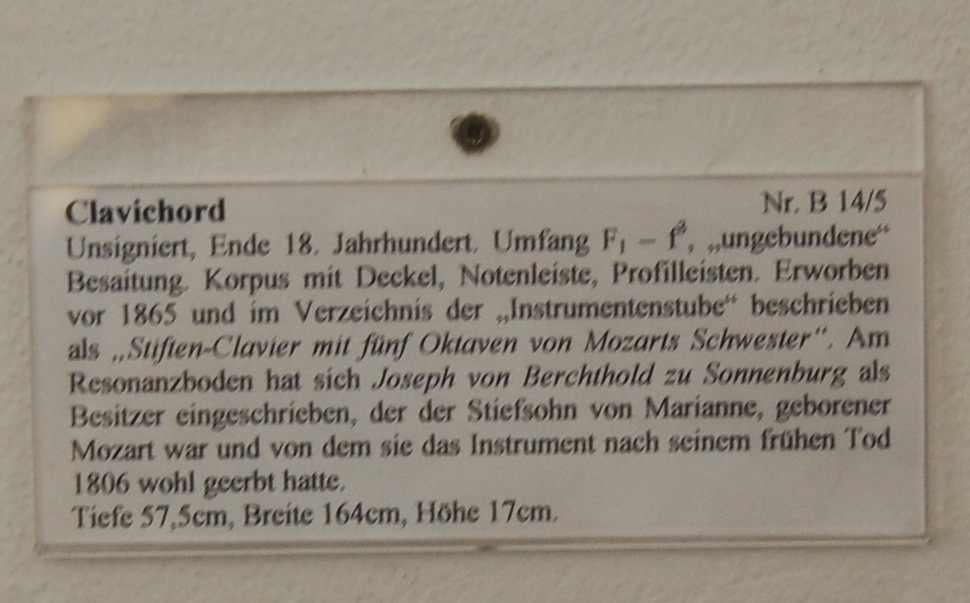 Clavichord Nr. B 14/5
Unsigniert, Ende 18. Jahrhundert. Umfang F₁ – f³, „ungebundene“
Besaitung. Korpus mit Deckel, Notenleiste, Profilleisten. Erworben
vor 1865 und im Verzeichnis der „Instrumentenstube“ beschrieben
als „Stiften-Clavier mit fünf Oktaven von Mozarts Schwester“. Am
Resonanzboden hat sich Joseph von Berchthold zu Sonnenburg als
Besitzer eingeschrieben, der der Stiefsohn von Marianne, geborener
Mozart war und von dem sie das Instrument nach seinem frühen Tod
1806 wohl geerbt hatte.
Tiefe 57,5cm, Breite 164cm, Höhe 17cm.